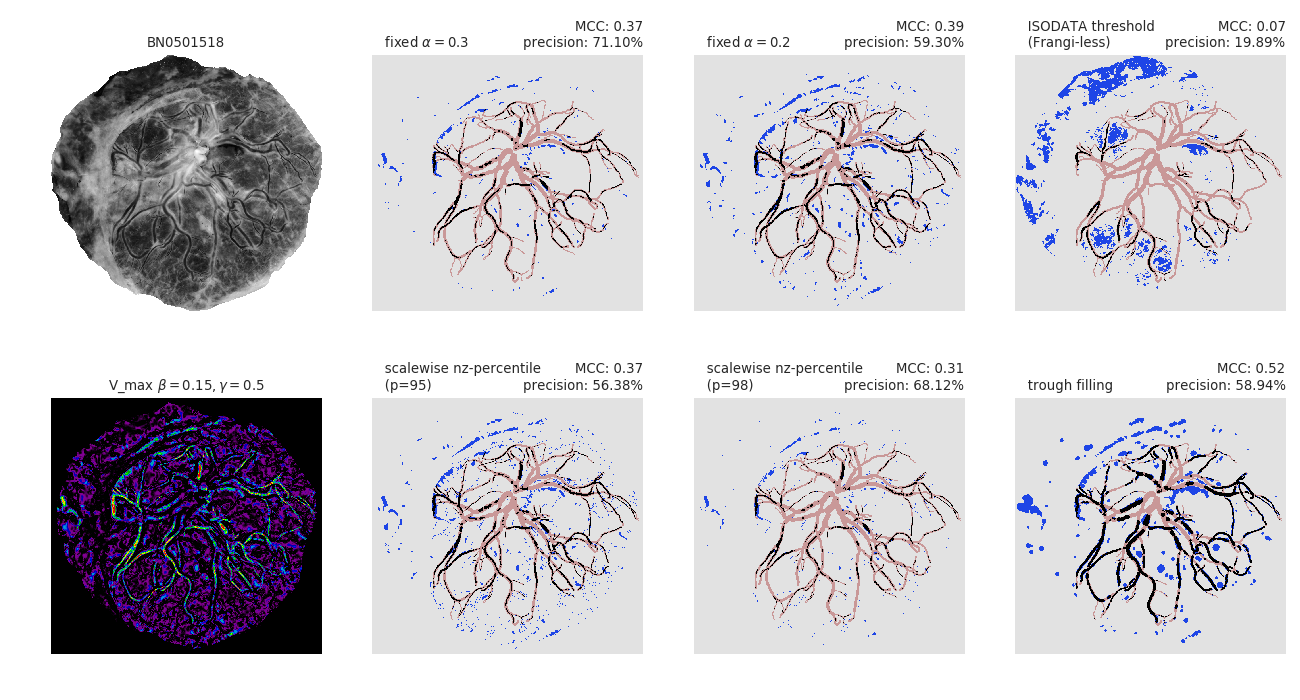 BN0501518
fixed α = 0.3
MCC: 0.37
precision: 71.10%
fixed α = 0.2
MCC: 0.39
precision: 59.30%
ISODATA threshold
(Frangi-less)
MCC: 0.07
precision: 19.89%
V_max β = 0.15, γ = 0.5
scalewise nz-percentile
(p=95)
MCC: 0.37
precision: 56.38%
scalewise nz-percentile
(p=98)
MCC: 0.31
precision: 68.12%
trough filling
MCC: 0.52
precision: 58.94%